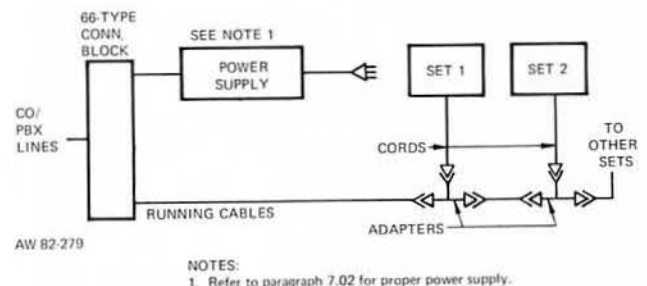 66-TYPE
CONN.
BLOCK
SEE NOTE 1
POWER
SUPPLY
SET 1
SET 2
CO/
PBX
LINES
CORDS
TO
OTHER
SETS
RUNNING CABLES
ADAPTERS
AW 82-279
NOTES:
1. Refer to paragraph 7.02 for proper power supply.